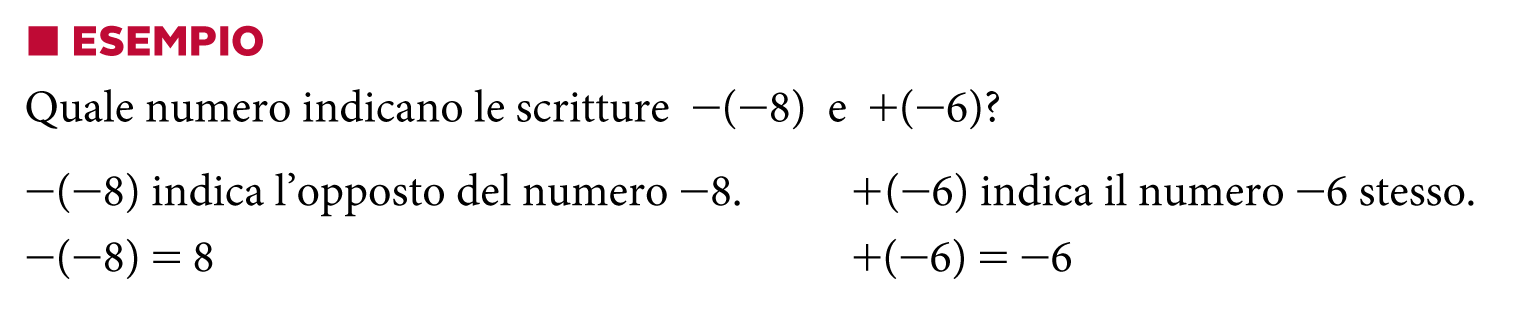 ESEMPIO
Quale numero indicano le scritture −(−8) e +(−6)?
−(−8) indica l’opposto del numero −8.
−(−8) = 8
+(−6) indica il numero −6 stesso.
+(−6) = −6